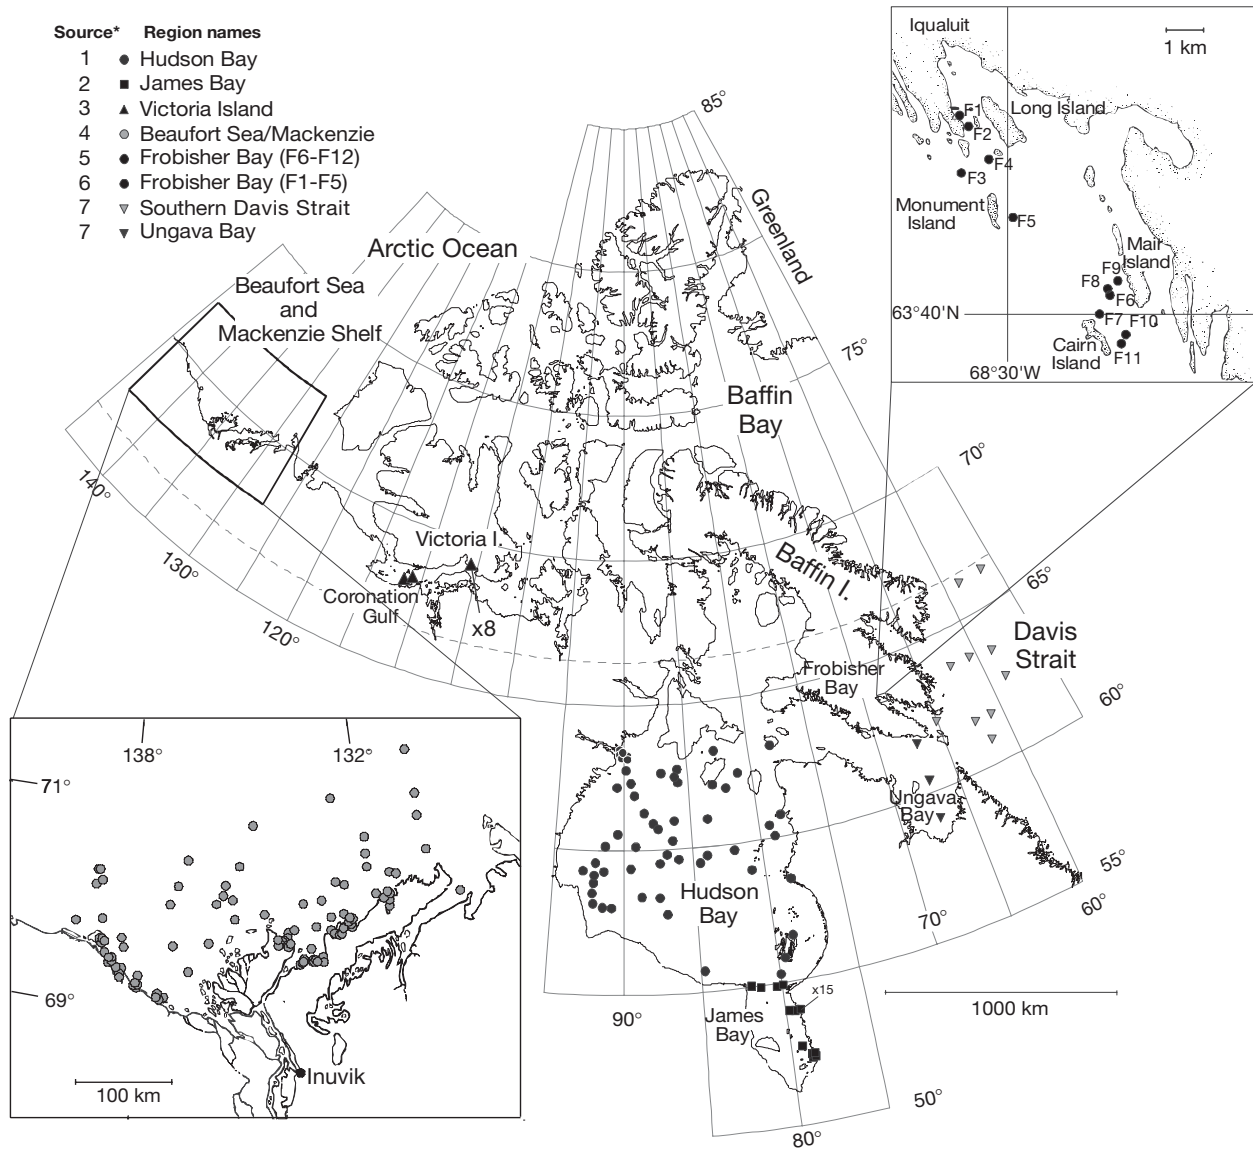 Source* Region names
1 Hudson Bay
2 James Bay
3 Victoria Island
4 Beaufort Sea/Mackenzie
5 Frobisher Bay (F6-F12)
6 Frobisher Bay (F1-F5)
7 Southern Davis Strait
7 Ungava Bay
Iqualuit
1 km
F1
Long Island
F2
F4
F3
Monument
Island
F5
Mair
Island
F9
F8
F6
63°40'N
F7
F10
Cairn
Island
F11
68°30'W
85°
Greenland
Arctic Ocean
Beaufort Sea
and
Mackenzie Shelf
75°
Baffin
Bay
70°
140°
Victoria I.
130°
Baffin I.
65°
Coronation
Gulf
x8
120°
Davis
Strait
Frobisher
Bay
60°
138°
132°
71°
Ungava
Bay
55°
60°
Hudson
Bay
70°
69°
x15
1000 km
90°
James
Bay
Inuvik
100 km
50°
80°